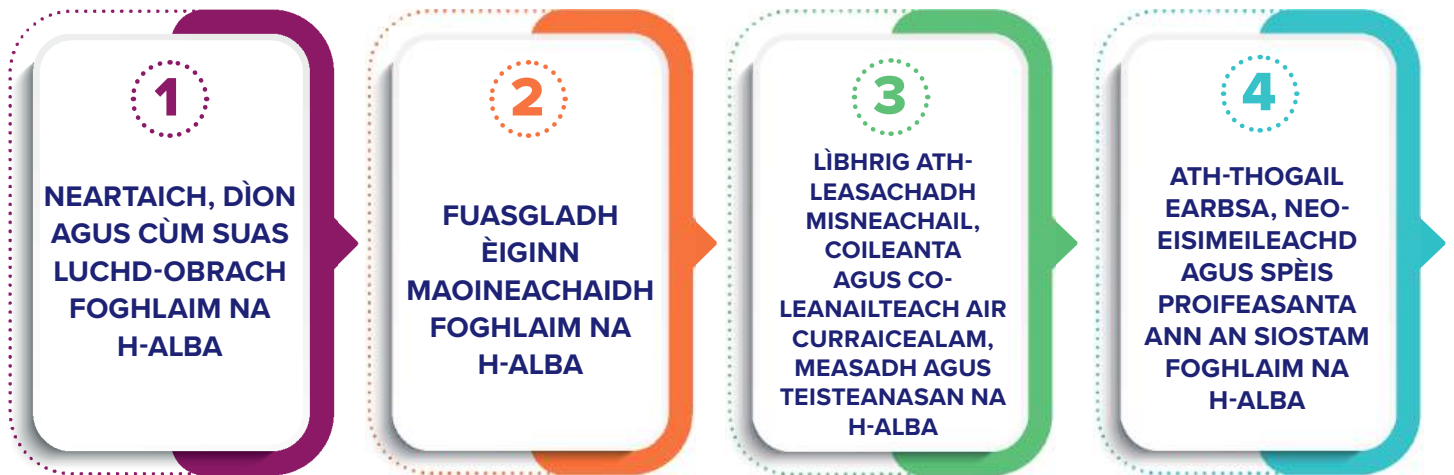 1
NEARTAICH, DÌON
AGUS CÙM SUAS
LUCHD-OBRACH
FOGHLAIM NA
H-ALBA
2
FUASGLADH
ÈIGINN
MAOINEACHAIDH
FOGHLAIM NA
H-ALBA
3
LÌBHRIG ATH-
LEASACHADH
MISNEACHAIL,
COILEANTA
AGUS CO-
LEANAILTEACH AIR
CURRAICEALAM,
MEASADH AGUS
TEISTEANASAN NA
H-ALBA
4
ATH-THOGAIL
EARBSA, NEO-
EISIMEILEACHD
AGUS SPÈIS
PROIFEASANTA
ANN AN SIOSTAM
FOGHLAIM NA
H-ALBA